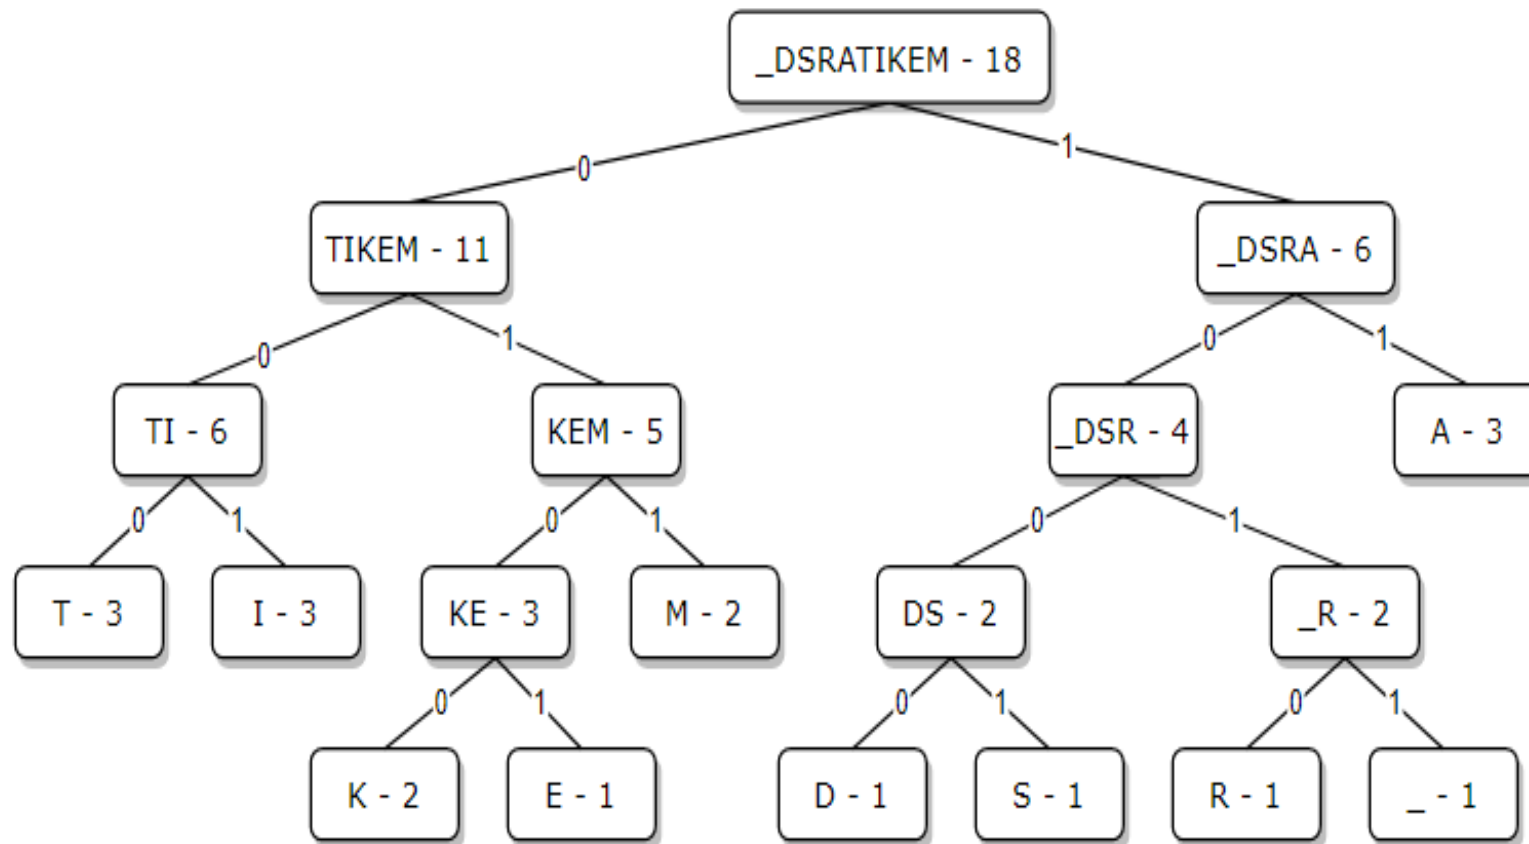 _DSRATIKEM - 18
0
1
TIKEM - 11
_DSRA - 6
0
1
0
1
TI - 6
KEM - 5
_DSR - 4
A - 3
0
1
0
1
0
1
T - 3
I - 3
KE - 3
M - 2
DS - 2
_R - 2
0
1
0
1
0
1
K - 2
E - 1
D - 1
S - 1
R - 1
_ - 1